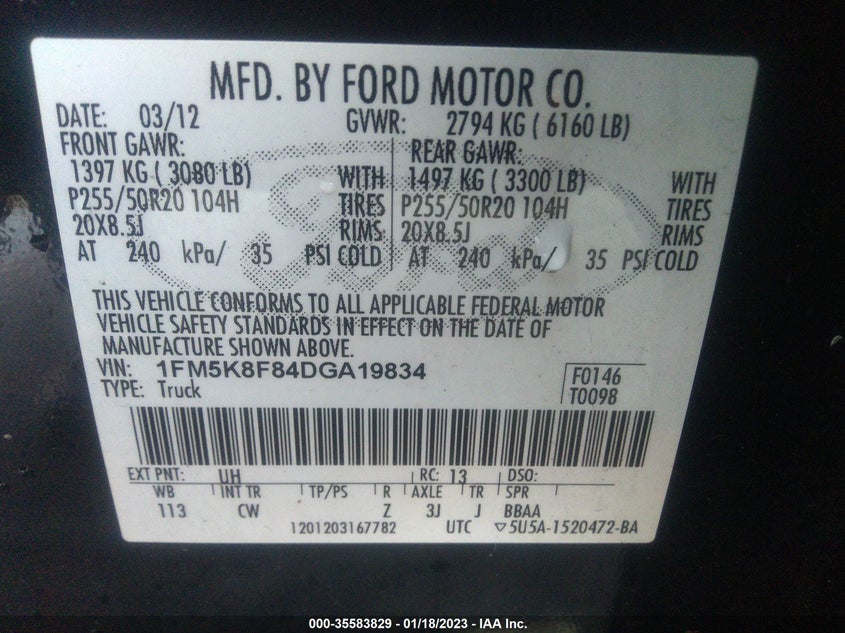 MFD. BY FORD MOTOR CO.
DATE: 03/12 GVWR: 2794 KG ( 6160 LB)
FRONT GAWR: REAR GAWR:
1397 KG ( 3080 LB) WITH 1497 KG ( 3300 LB) WITH
P255/50R20 104H TIRES P255/50R20 104H TIRES
20X8.5J RIMS 20X8.5J RIMS
AT 240 kPa/ 35 PSI COLD AT 240 kPa/ 35 PSI COLD
THIS VEHICLE CONFORMS TO ALL APPLICABLE FEDERAL MOTOR
VEHICLE SAFETY STANDARDS IN EFFECT ON THE DATE OF
MANUFACTURE SHOWN ABOVE.
VIN: 1FM5K8F84DGA19834 F0146
TYPE: Truck T0098
EXT PNT: UH RC: 13 DSO:
WB INT TR TP/PS R AXLE TR SPR
113 CW Z 3J J BBAA
1201203167782 UTC ▽5U5A-1520472-BA
Ford
000-35583829 - 01/18/2023 - IAA Inc.